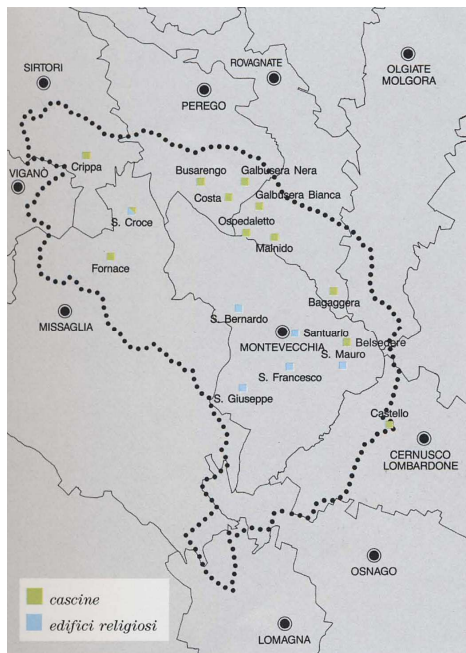 SIRTORI
ROVAGNATE
OLGIATE
MOLGORA
PEREGO
VIGANÒ
Crippa
Busarengo
Galbusera Nera
Costa
Galbusera Bianca
S. Croce
Ospedaletto
Malnido
Fornace
Bagaggera
MISSAGLIA
S. Bernardo
Santuario
MONTEVECCHIA
Belsedere
S. Mauro
S. Francesco
S. Giuseppe
Castello
CERNUSCO
LOMBARDONE
OSNAGO
cascine
edifici religiosi
LOMAGNA